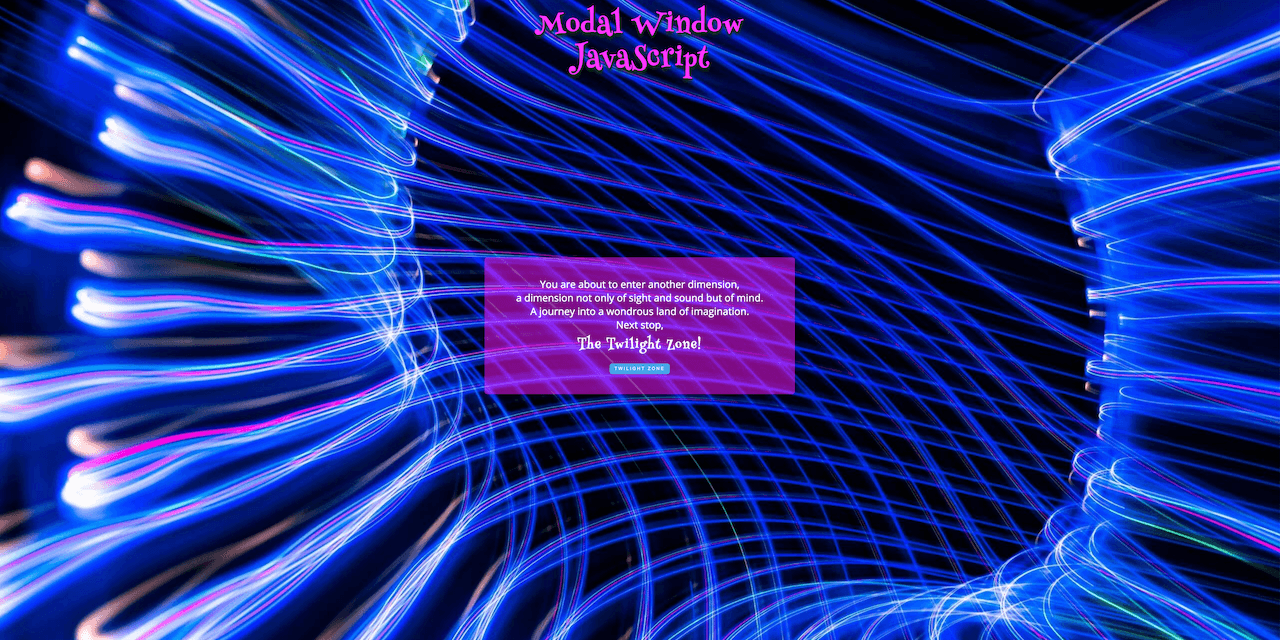 Modal Window
JavaScript
You are about to enter another dimension,
a dimension not only of sight and sound but of mind.
A journey into a wondrous land of imagination.
Next stop,
The Twilight Zone!
TWILIGHT ZONE